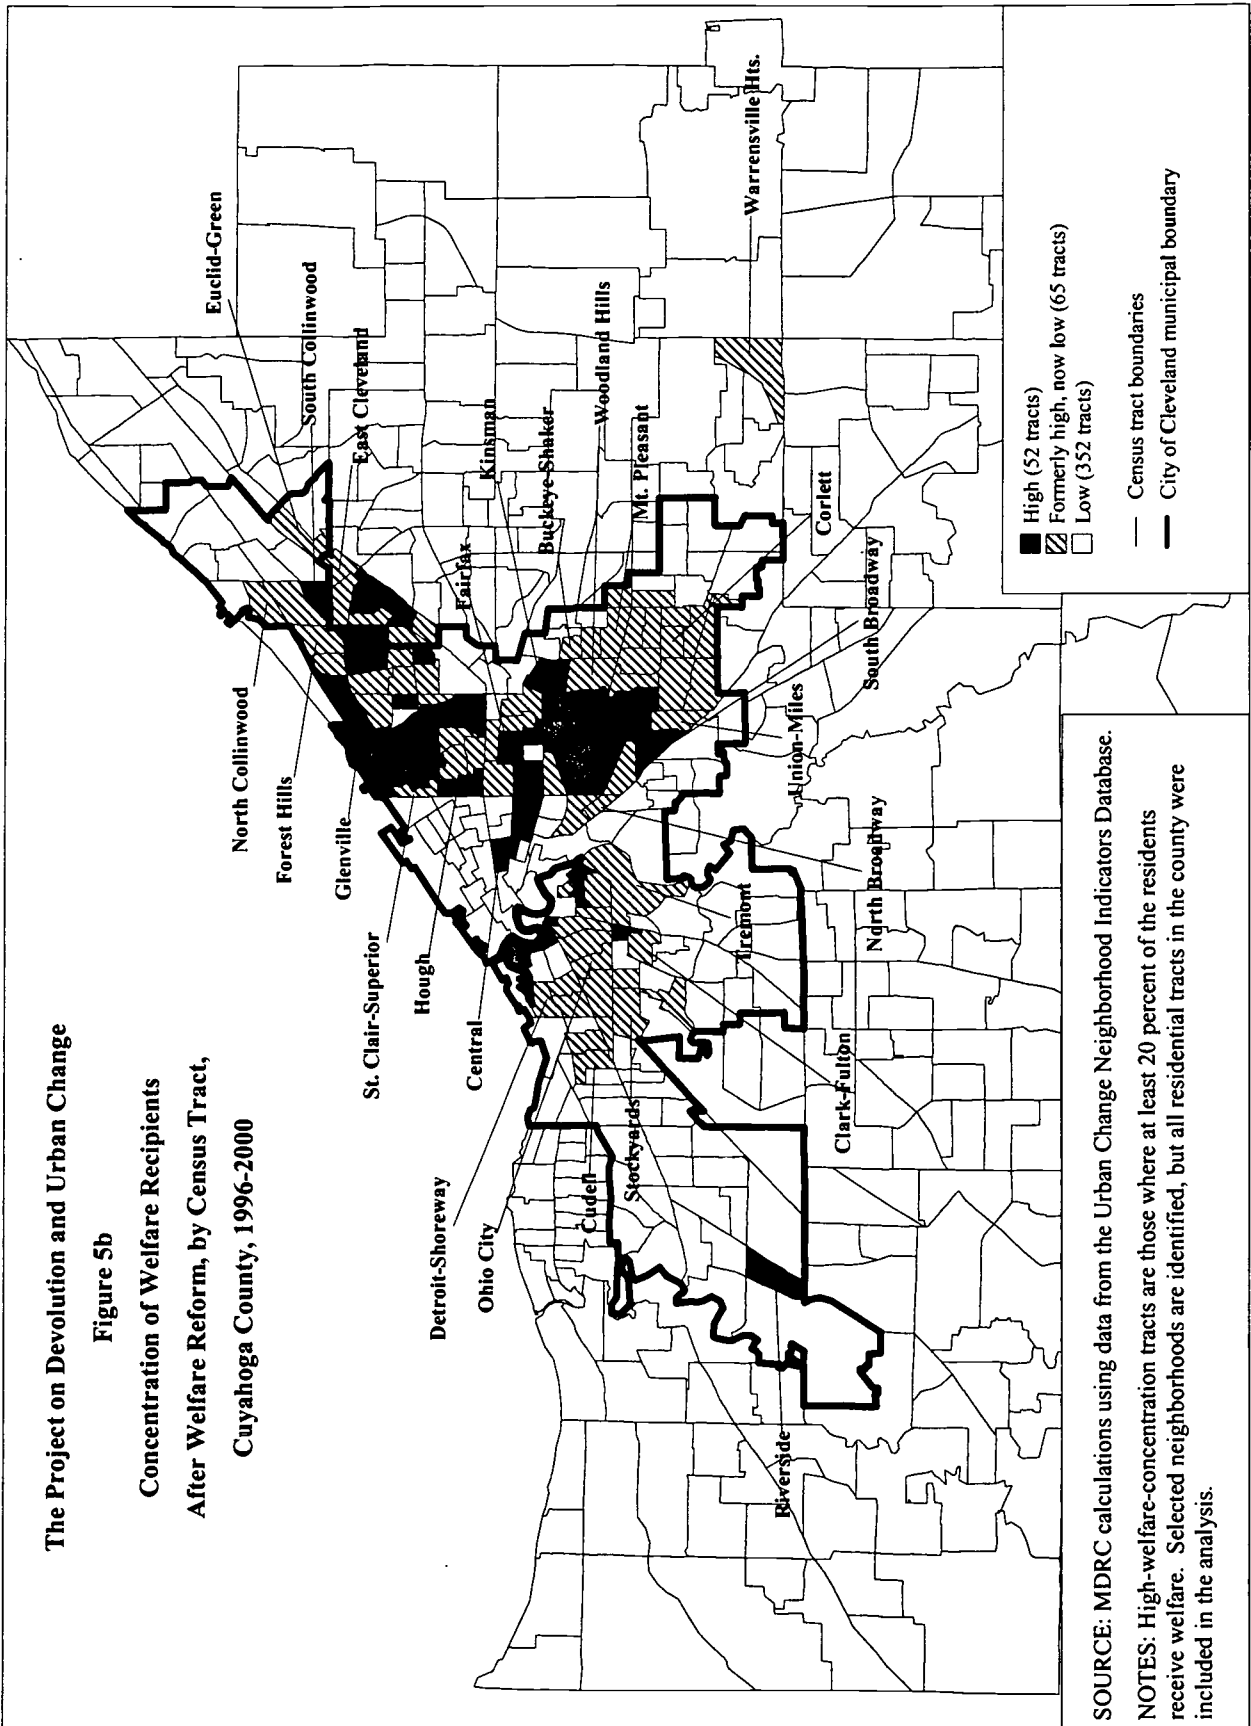 The Project on Devolution and Urban Change
Figure 5b
Concentration of Welfare Recipients
After Welfare Reform, by Census Tract,
Cuyahoga County, 1996-2000
Euclid-Green
South Collinwood
East Cleveland
Kinsman
Fairfax
Buckeye-Shaker
Woodland Hills
Mt. Pleasant
Warrensville Hts.
Corlett
South Broadway
Union-Miles
North Broadway
North Collinwood
Forest Hills
Glenville
St. Clair-Superior
Hough
Central
Tremont
Clark-Fulton
Detroit-Shoreway
Ohio City
Cudell
Stockyards
Riverside
High (52 tracts)
Formerly high, now low (65 tracts)
Low (352 tracts)
Census tract boundaries
City of Cleveland municipal boundary
SOURCE: MDRC calculations using data from the Urban Change Neighborhood Indicators Database.
NOTES: High-welfare-concentration tracts are those where at least 20 percent of the residents
receive welfare. Selected neighborhoods are identified, but all residential tracts in the county were
included in the analysis.